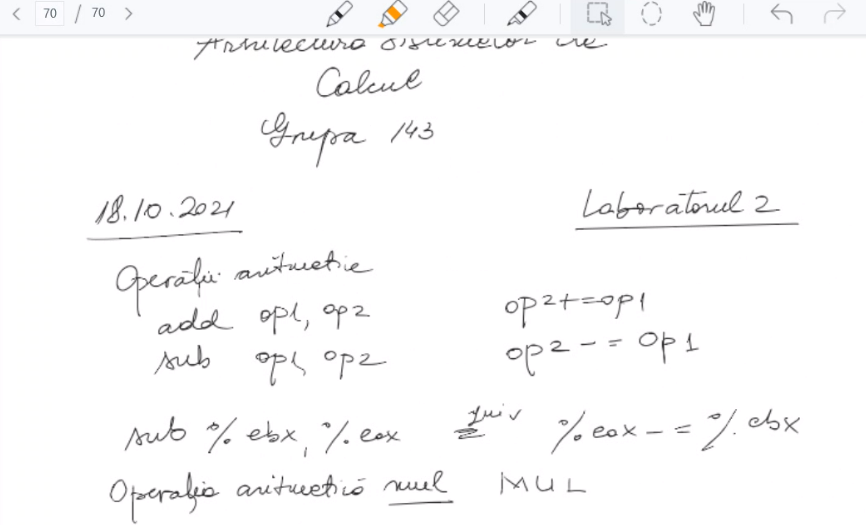 70 / 70
Arhitectura Sistemelor de
Calcul
Grupa 143
18.10.2021 Laboratorul 2
Operații aritmetice
add op1, op2 op2+=op1
sub op1, op2 op2 -= op1
sub %ebx, %eax echiv %eax -= %ebx
Operația aritmetică mul MUL